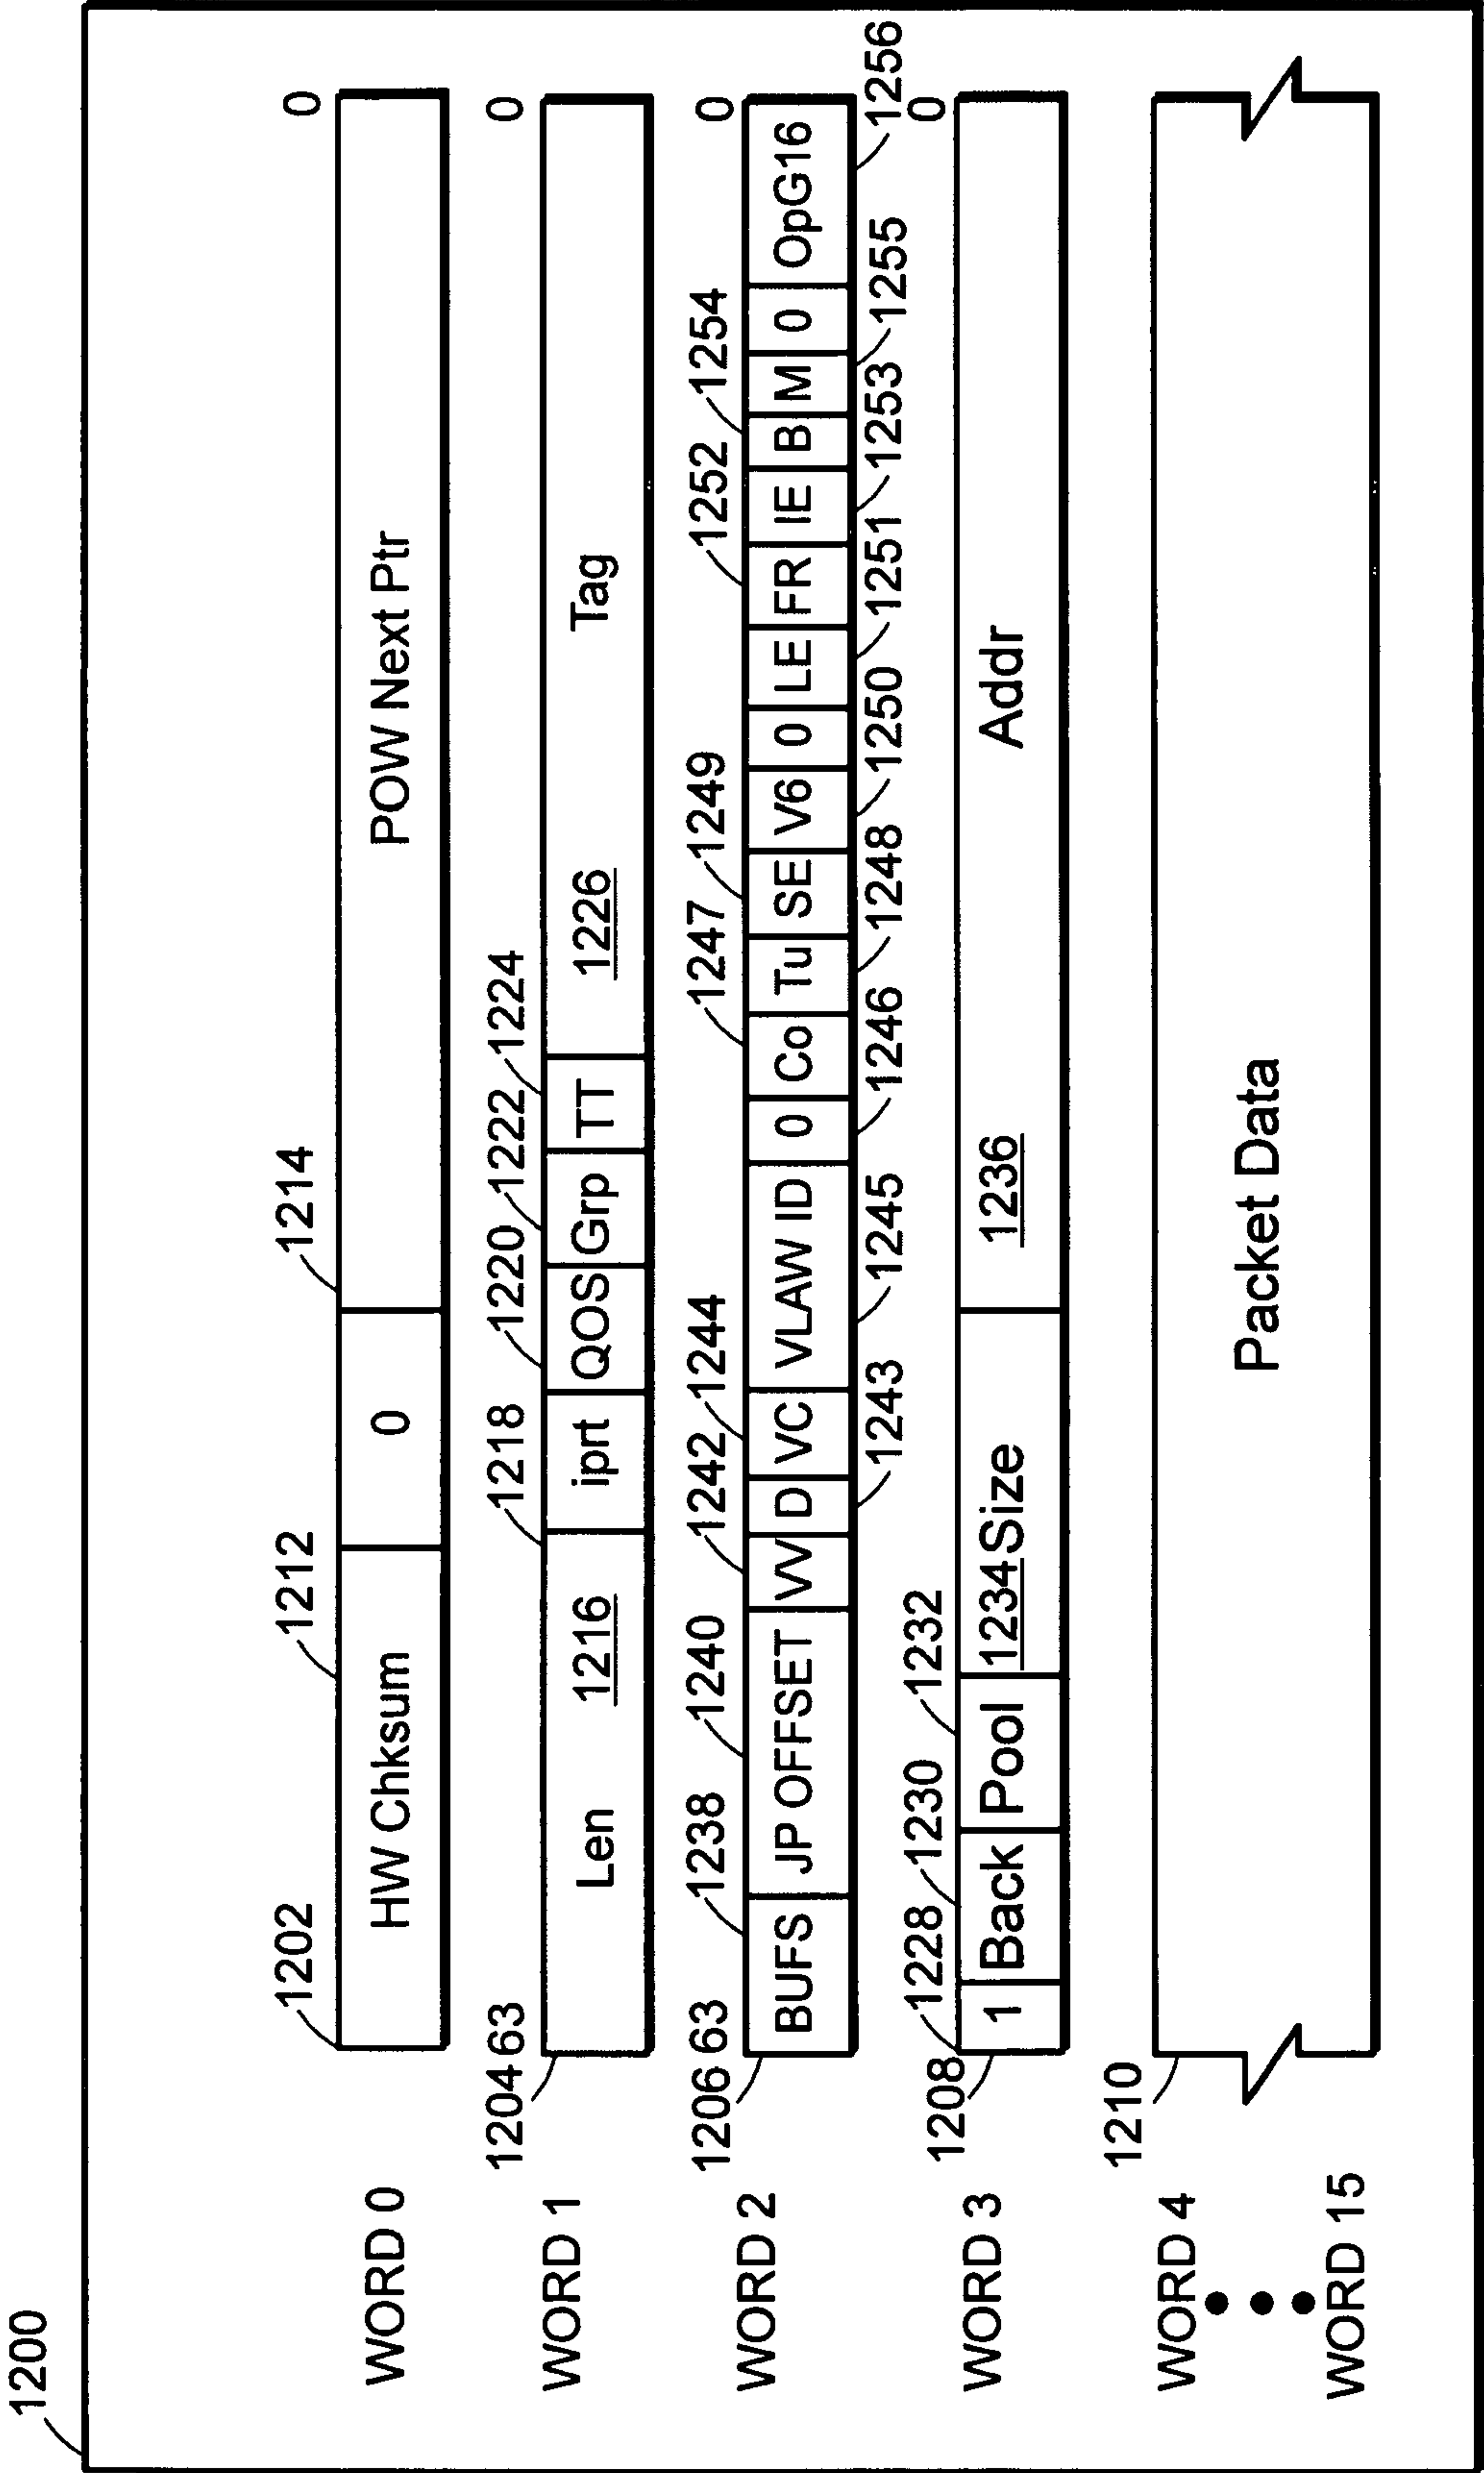 1200
1202 1212 1214 0
WORD 0 HW Chksum 0 POW Next Ptr
1204 63 1218 1220 1222 1224 0
WORD 1 Len 1216 iprt QOS Grp TT 1226 Tag
1206 63 1238 1240 1242 1244 1247 1249 1252 1254 0
WORD 2 BUFS JP OFFSET VV D VC VLAW ID 0 Co Tu SE V6 0 LE FR IE B M 0 OpG16
1243 1245 1246 1248 1250 1251 1253 1255 1256
1208 1228 1230 1232 0
WORD 3 1 Back Pool 1234 Size 1236 Addr
1210
WORD 4
Packet Data
WORD 15